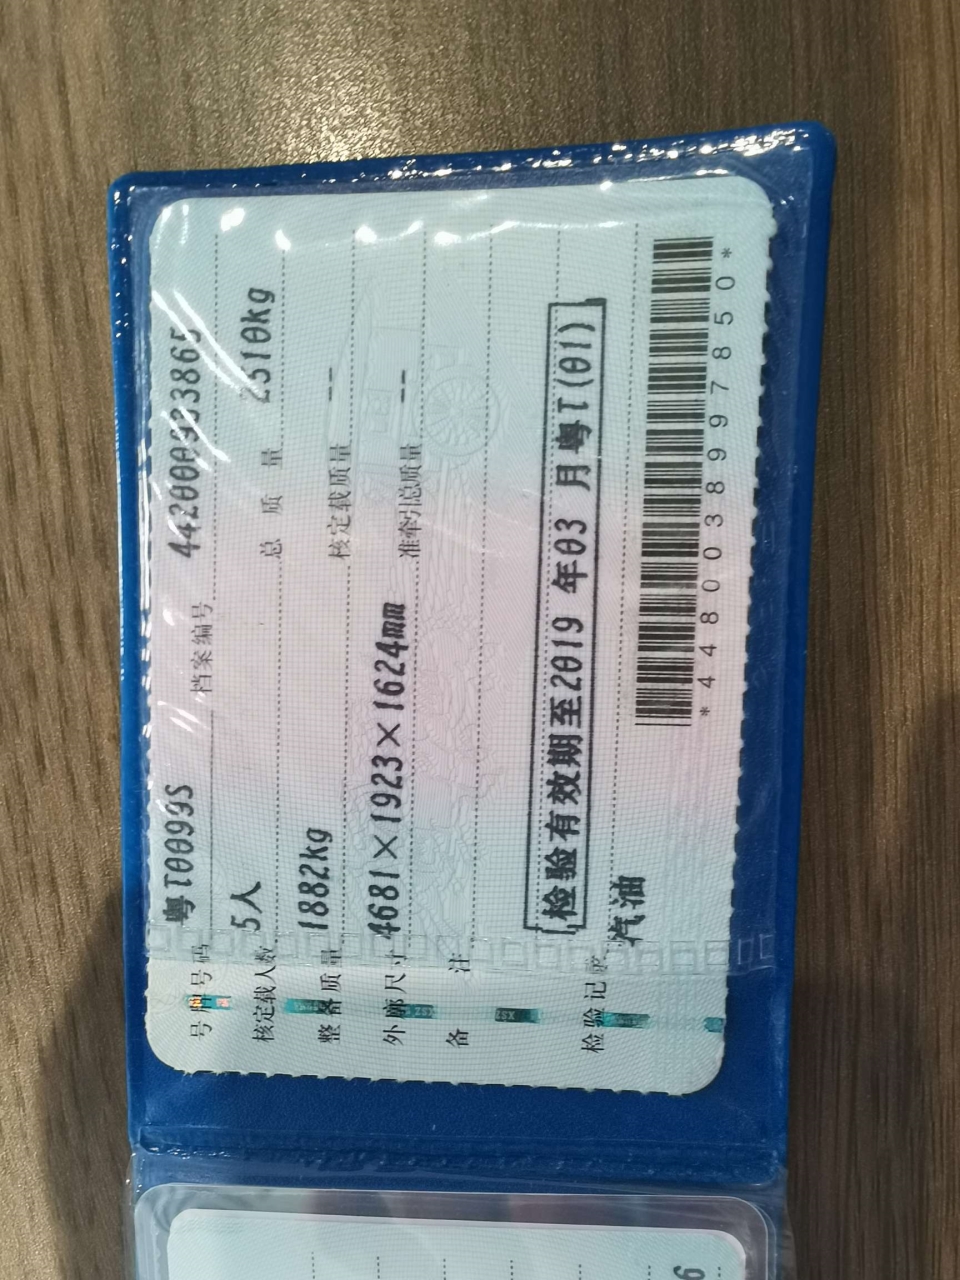 号牌号码 粤T0099S 档案编号 442000933865
核定载人数 5人 总质量 2310kg
整备质量 1882kg 核定载质量 --
外廓尺寸 4681×1923×1624mm 准牵引总质量 --
备注
检验有效期至2019年03月粤T(01)
检验记录 汽油
*4480038997850*